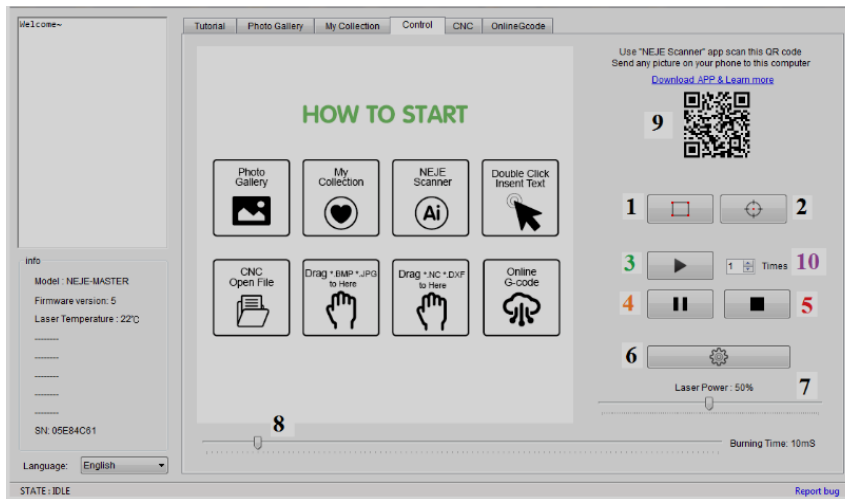 Welcome~
Tutorial
Photo Gallery
My Collection
Control
CNC
OnlineGcode
Use "NEJE Scanner" app scan this QR code
Send any picture on your phone to this computer
Download APP & Learn more
9
HOW TO START
Photo
Gallery
My
Collection
NEJE
Scanner
Ai
Double Click
Insent Text
1
2
info
Model : NEJE-MASTER
Firmware version: 5
Laser Temperature : 22℃
--------
--------
--------
--------
--------
SN: 05E84C61
CNC
Open File
Drag *.BMP *.JPG
to Here
Drag *.NC *.DXF
to Here
Online
G-code
3
1
Times
10
4
5
6
Laser Power : 50%
7
8
Burning Time: 10mS
Language:
English
STATE : IDLE
Report bug